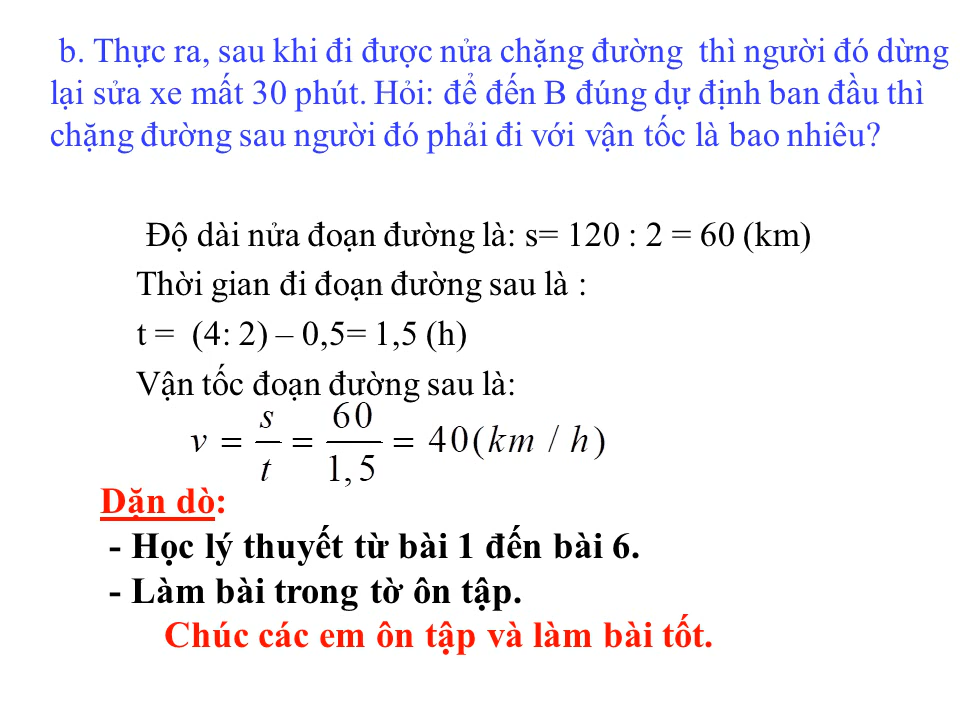 b. Thực ra, sau khi đi được nửa chặng đường thì người đó dừng
lại sửa xe mất 30 phút. Hỏi: để đến B đúng dự định ban đầu thì
chặng đường sau người đó phải đi với vận tốc là bao nhiêu?
Độ dài nửa đoạn đường là: s= 120 : 2 = 60 (km)
Thời gian đi đoạn đường sau là :
t = (4: 2) – 0,5= 1,5 (h)
Vận tốc đoạn đường sau là:
v = s/t = 60/1,5 = 40(km / h)
Dặn dò:
- Học lý thuyết từ bài 1 đến bài 6.
- Làm bài trong tờ ôn tập.
Chúc các em ôn tập và làm bài tốt.